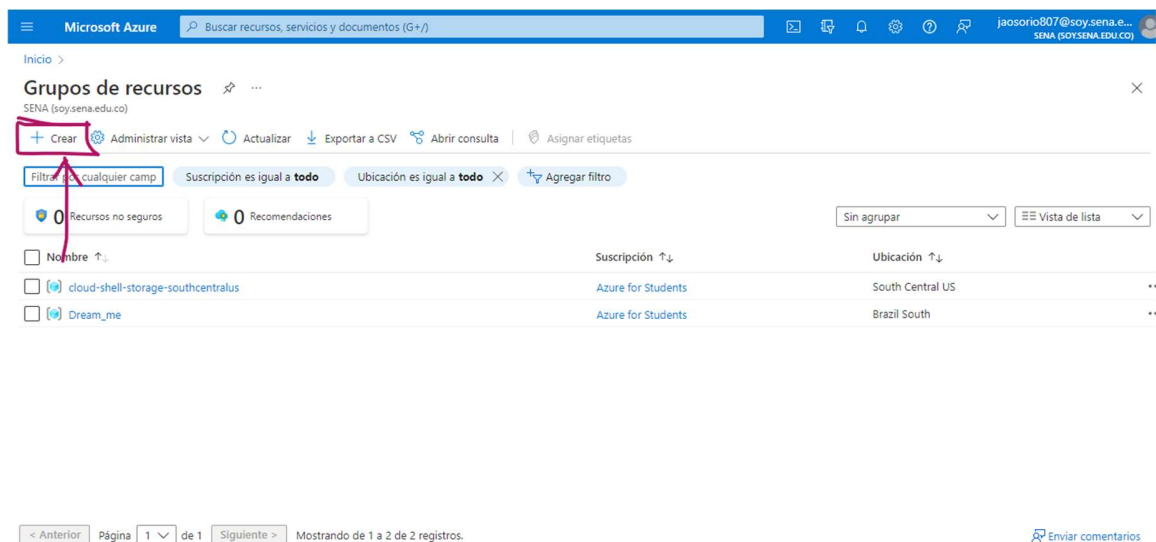 Microsoft Azure Buscar recursos, servicios y documentos (G+/) jaosorio807@soy.sena.e...
SENA (SOY.SENA.EDU.CO)
Inicio >
Grupos de recursos ...
SENA (soy.sena.edu.co)
+ Crear Administrar vista Actualizar Exportar a CSV Abrir consulta Asignar etiquetas
Filtrar por cualquier camp Suscripción es igual a todo Ubicación es igual a todo Agregar filtro
0 Recursos no seguros 0 Recomendaciones Sin agrupar Vista de lista
Nombre ↑↓ Suscripción ↑↓ Ubicación ↑↓
cloud-shell-storage-southcentralus Azure for Students South Central US
Dream_me Azure for Students Brazil South
< Anterior Página 1 de 1 Siguiente > Mostrando de 1 a 2 de 2 registros. Enviar comentarios